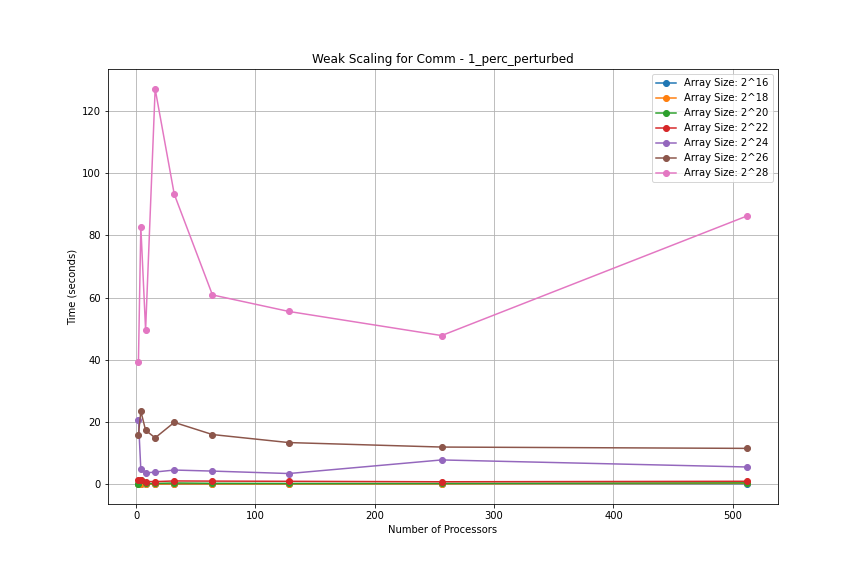 Weak Scaling for Comm - 1_perc_perturbed
Array Size: 2^16
Array Size: 2^18
Array Size: 2^20
Array Size: 2^22
Array Size: 2^24
Array Size: 2^26
Array Size: 2^28
120
100
80
60
40
20
0
Time (seconds)
0 100 200 300 400 500
Number of Processors